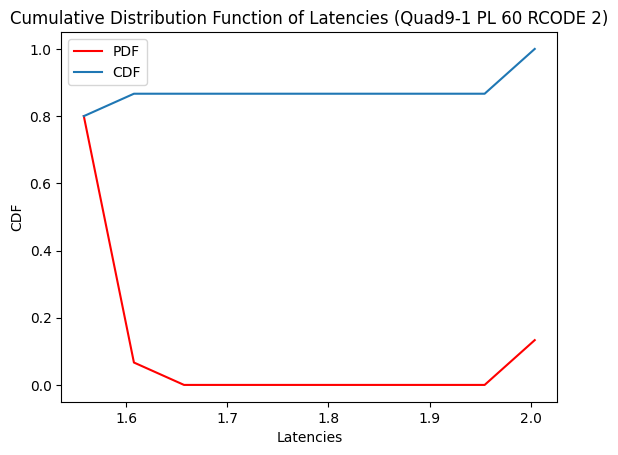 Cumulative Distribution Function of Latencies (Quad9-1 PL 60 RCODE 2)
PDF
CDF
1.0
0.8
0.6
0.4
0.2
0.0
CDF
1.6
1.7
1.8
1.9
2.0
Latencies